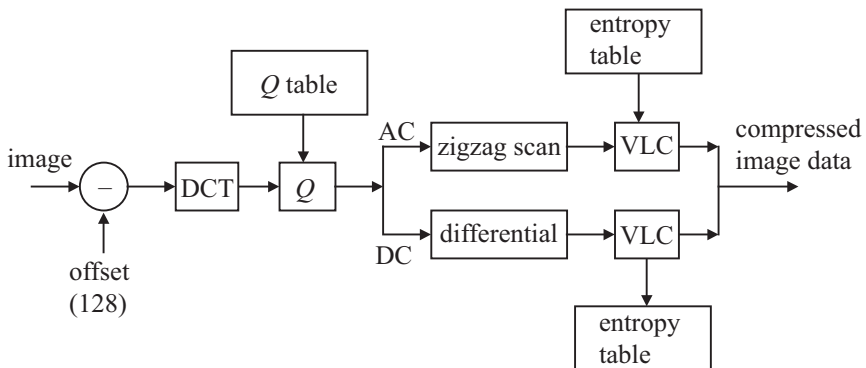 entropy
table
Q table
AC
zigzag scan
VLC
compressed
image data
image
–
DCT
Q
DC
differential
VLC
offset
(128)
entropy
table